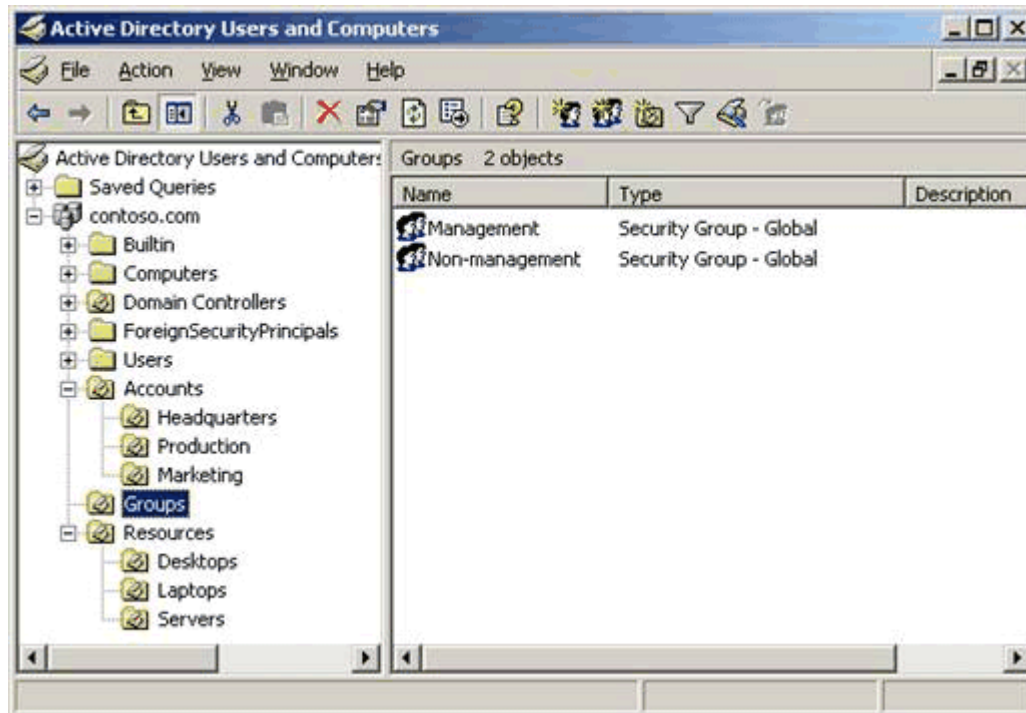 Active Directory Users and Computers
File Action View Window Help
Active Directory Users and Computers
Saved Queries
contoso.com
Builtin
Computers
Domain Controllers
ForeignSecurityPrincipals
Users
Accounts
Headquarters
Production
Marketing
Groups
Resources
Desktops
Laptops
Servers
Groups 2 objects
Name Type Description
Management Security Group - Global
Non-management Security Group - Global